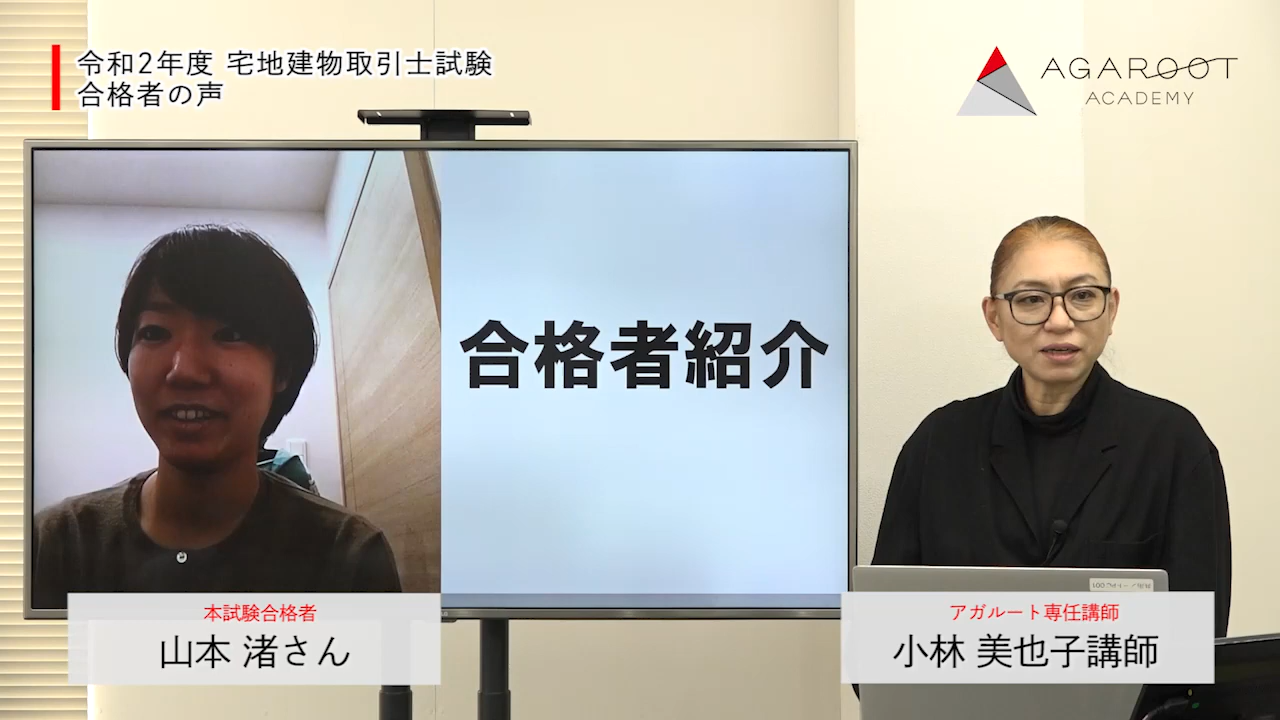 令和2年度 宅地建物取引士試験
合格者の声
AGAROOT
ACADEMY
合格者紹介
本試験合格者
山本 渚さん
アガルート専任講師
小林 美也子講師